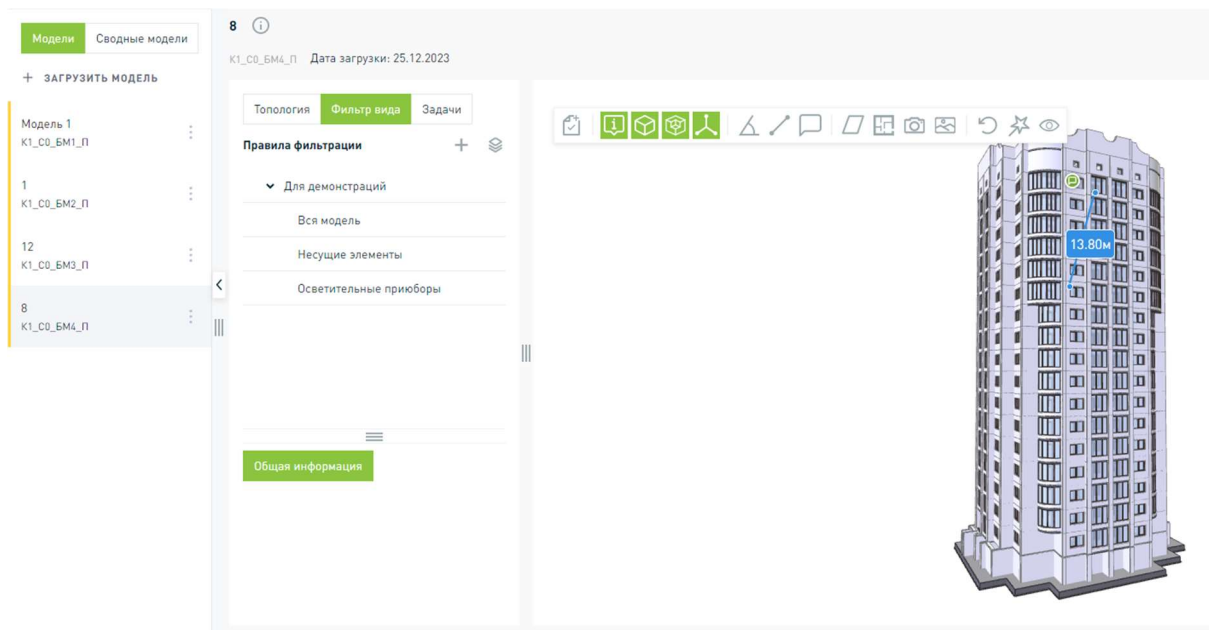 Модели Сводные модели
+ ЗАГРУЗИТЬ МОДЕЛЬ
Модель 1
К1_С0_БМ1_П
1
К1_С0_БМ2_П
12
К1_С0_БМ3_П
8
К1_С0_БМ4_П
8
К1_С0_БМ4_П Дата загрузки: 25.12.2023
Топология Фильтр вида Задачи
Правила фильтрации
Для демонстраций
Вся модель
Несущие элементы
Осветительные приюборы
Общая информация
13.80м